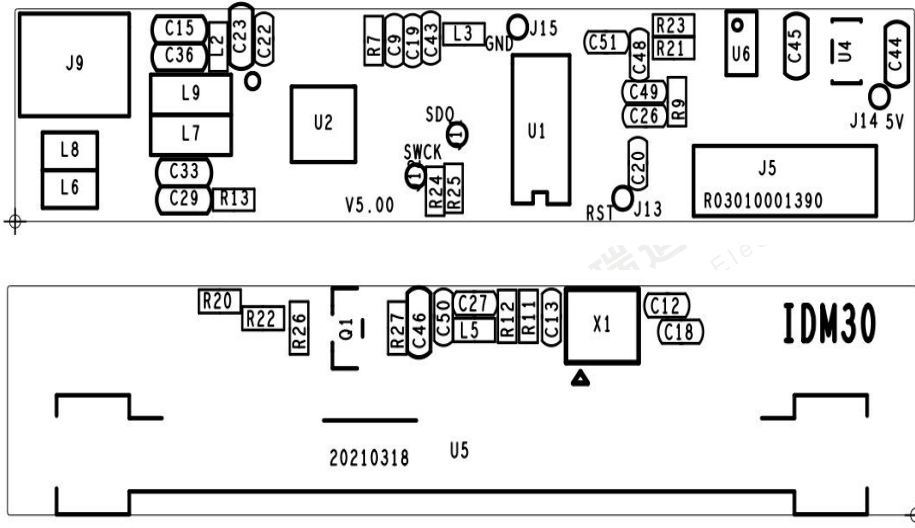 C15
C36
L2
C23
C22
J9
L9
L7
L8
L6
C33
C29
R13
U2
R7
C9
C19
C43
L3
GND
J15
SDO
1
SWCK
1
R24
R25
V5.00
U1
C51
C48
R23
R21
C49
C26
R9
C20
RST
J13
U6
C45
U4
C44
J14 5V
J5
R03010001390
Elec
R20
R22
R26
Q1
R27
C46
C50
C27
L5
R12
R11
C13
X1
C12
C18
IDM30
20210318
U5